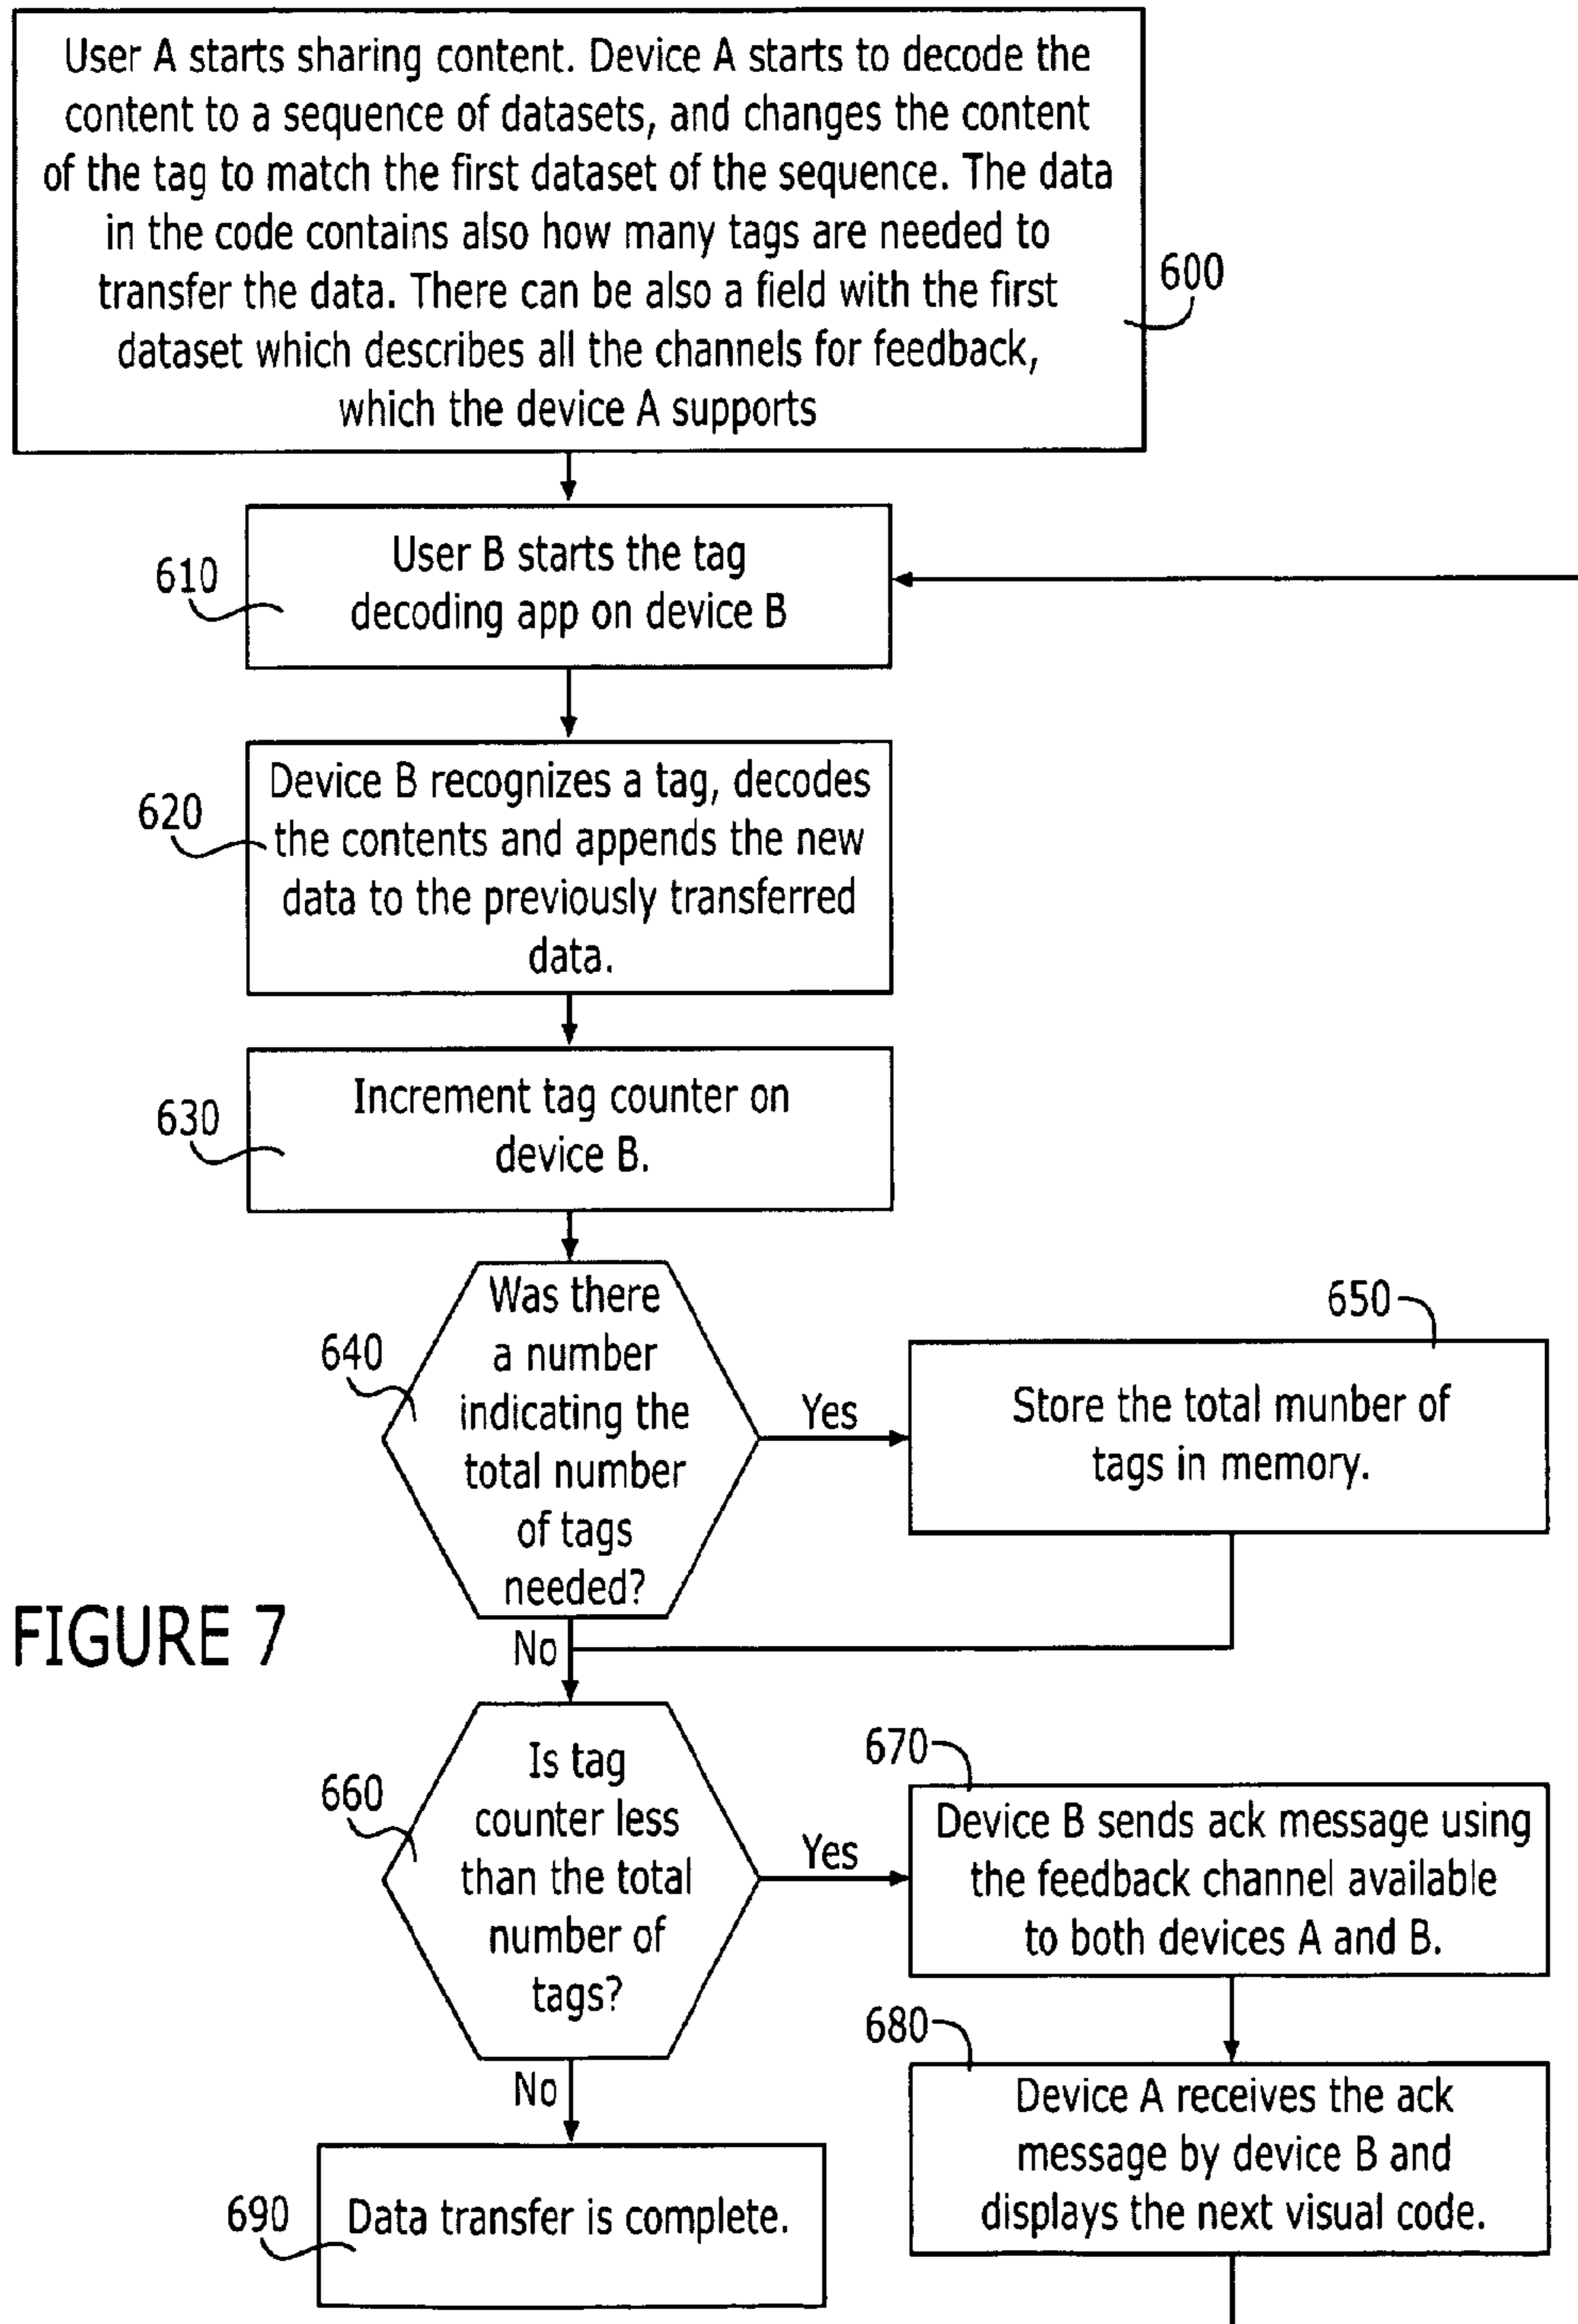 User A starts sharing content. Device A starts to decode the
content to a sequence of datasets, and changes the content
of the tag to match the first dataset of the sequence. The data
in the code contains also how many tags are needed to
transfer the data. There can be also a field with the first
dataset which describes all the channels for feedback,
which the device A supports
600
User B starts the tag
decoding app on device B
610
Device B recognizes a tag, decodes
the contents and appends the new
data to the previously transferred
data.
620
Increment tag counter on
device B.
630
Was there
a number
indicating the
total number
of tags
needed?
640
Yes
650
Store the total munber of
tags in memory.
No
FIGURE 7
Is tag
counter less
than the total
number of
tags?
660
Yes
670
Device B sends ack message using
the feedback channel available
to both devices A and B.
680
Device A receives the ack
message by device B and
displays the next visual code.
No
690
Data transfer is complete.